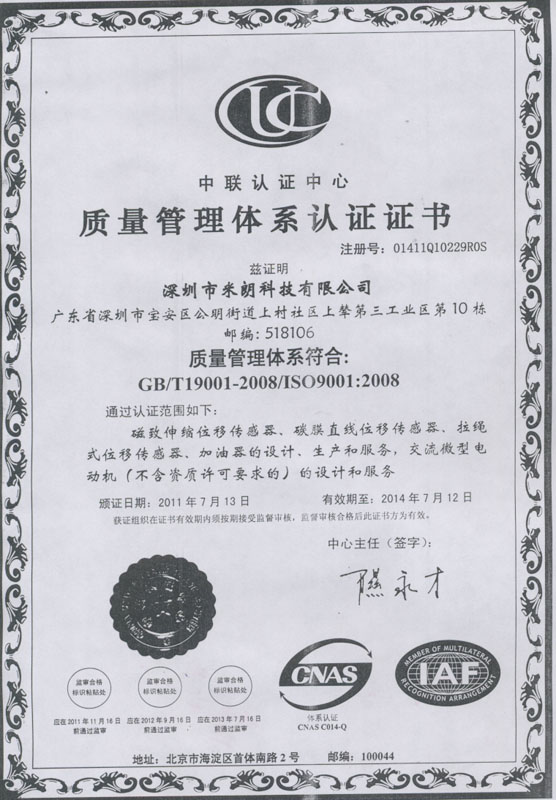 CUC
中联认证中心
质量管理体系认证证书
注册号：01411Q10229R0S
兹证明
深圳市米朗科技有限公司
广东省深圳市宝安区公明街道上村社区上辇第三工业区第10栋
邮编：518106
质量管理体系符合：
GB/T19001-2008/ISO9001:2008
通过认证范围如下：
磁致伸缩位移传感器、碳膜直线位移传感器、拉绳
式位移传感器、加油器的设计、生产和服务，交流微型电
动机（不含资质许可要求的）的设计和服务
颁证日期：2011年7月13日 有效期至：2014年7月12日
获证组织在证书有效期内须按期接受监督审核，监督审核合格后此证书方为有效。
中心主任（签字）：
监审合格 监审合格 监审合格
标识粘贴处 标识粘贴处 标识粘贴处
应在2011年11月16日 应在2012年9月16日 应在2013年7月16日
前通过监审 前通过监审 前通过监审
CNAS
体系认证
CNAS C014-Q
MEMBER OF MULTILATERAL
IAF
RECOGNITION ARRANGEMENT
地址：北京市海淀区首体南路2号 邮编：100044